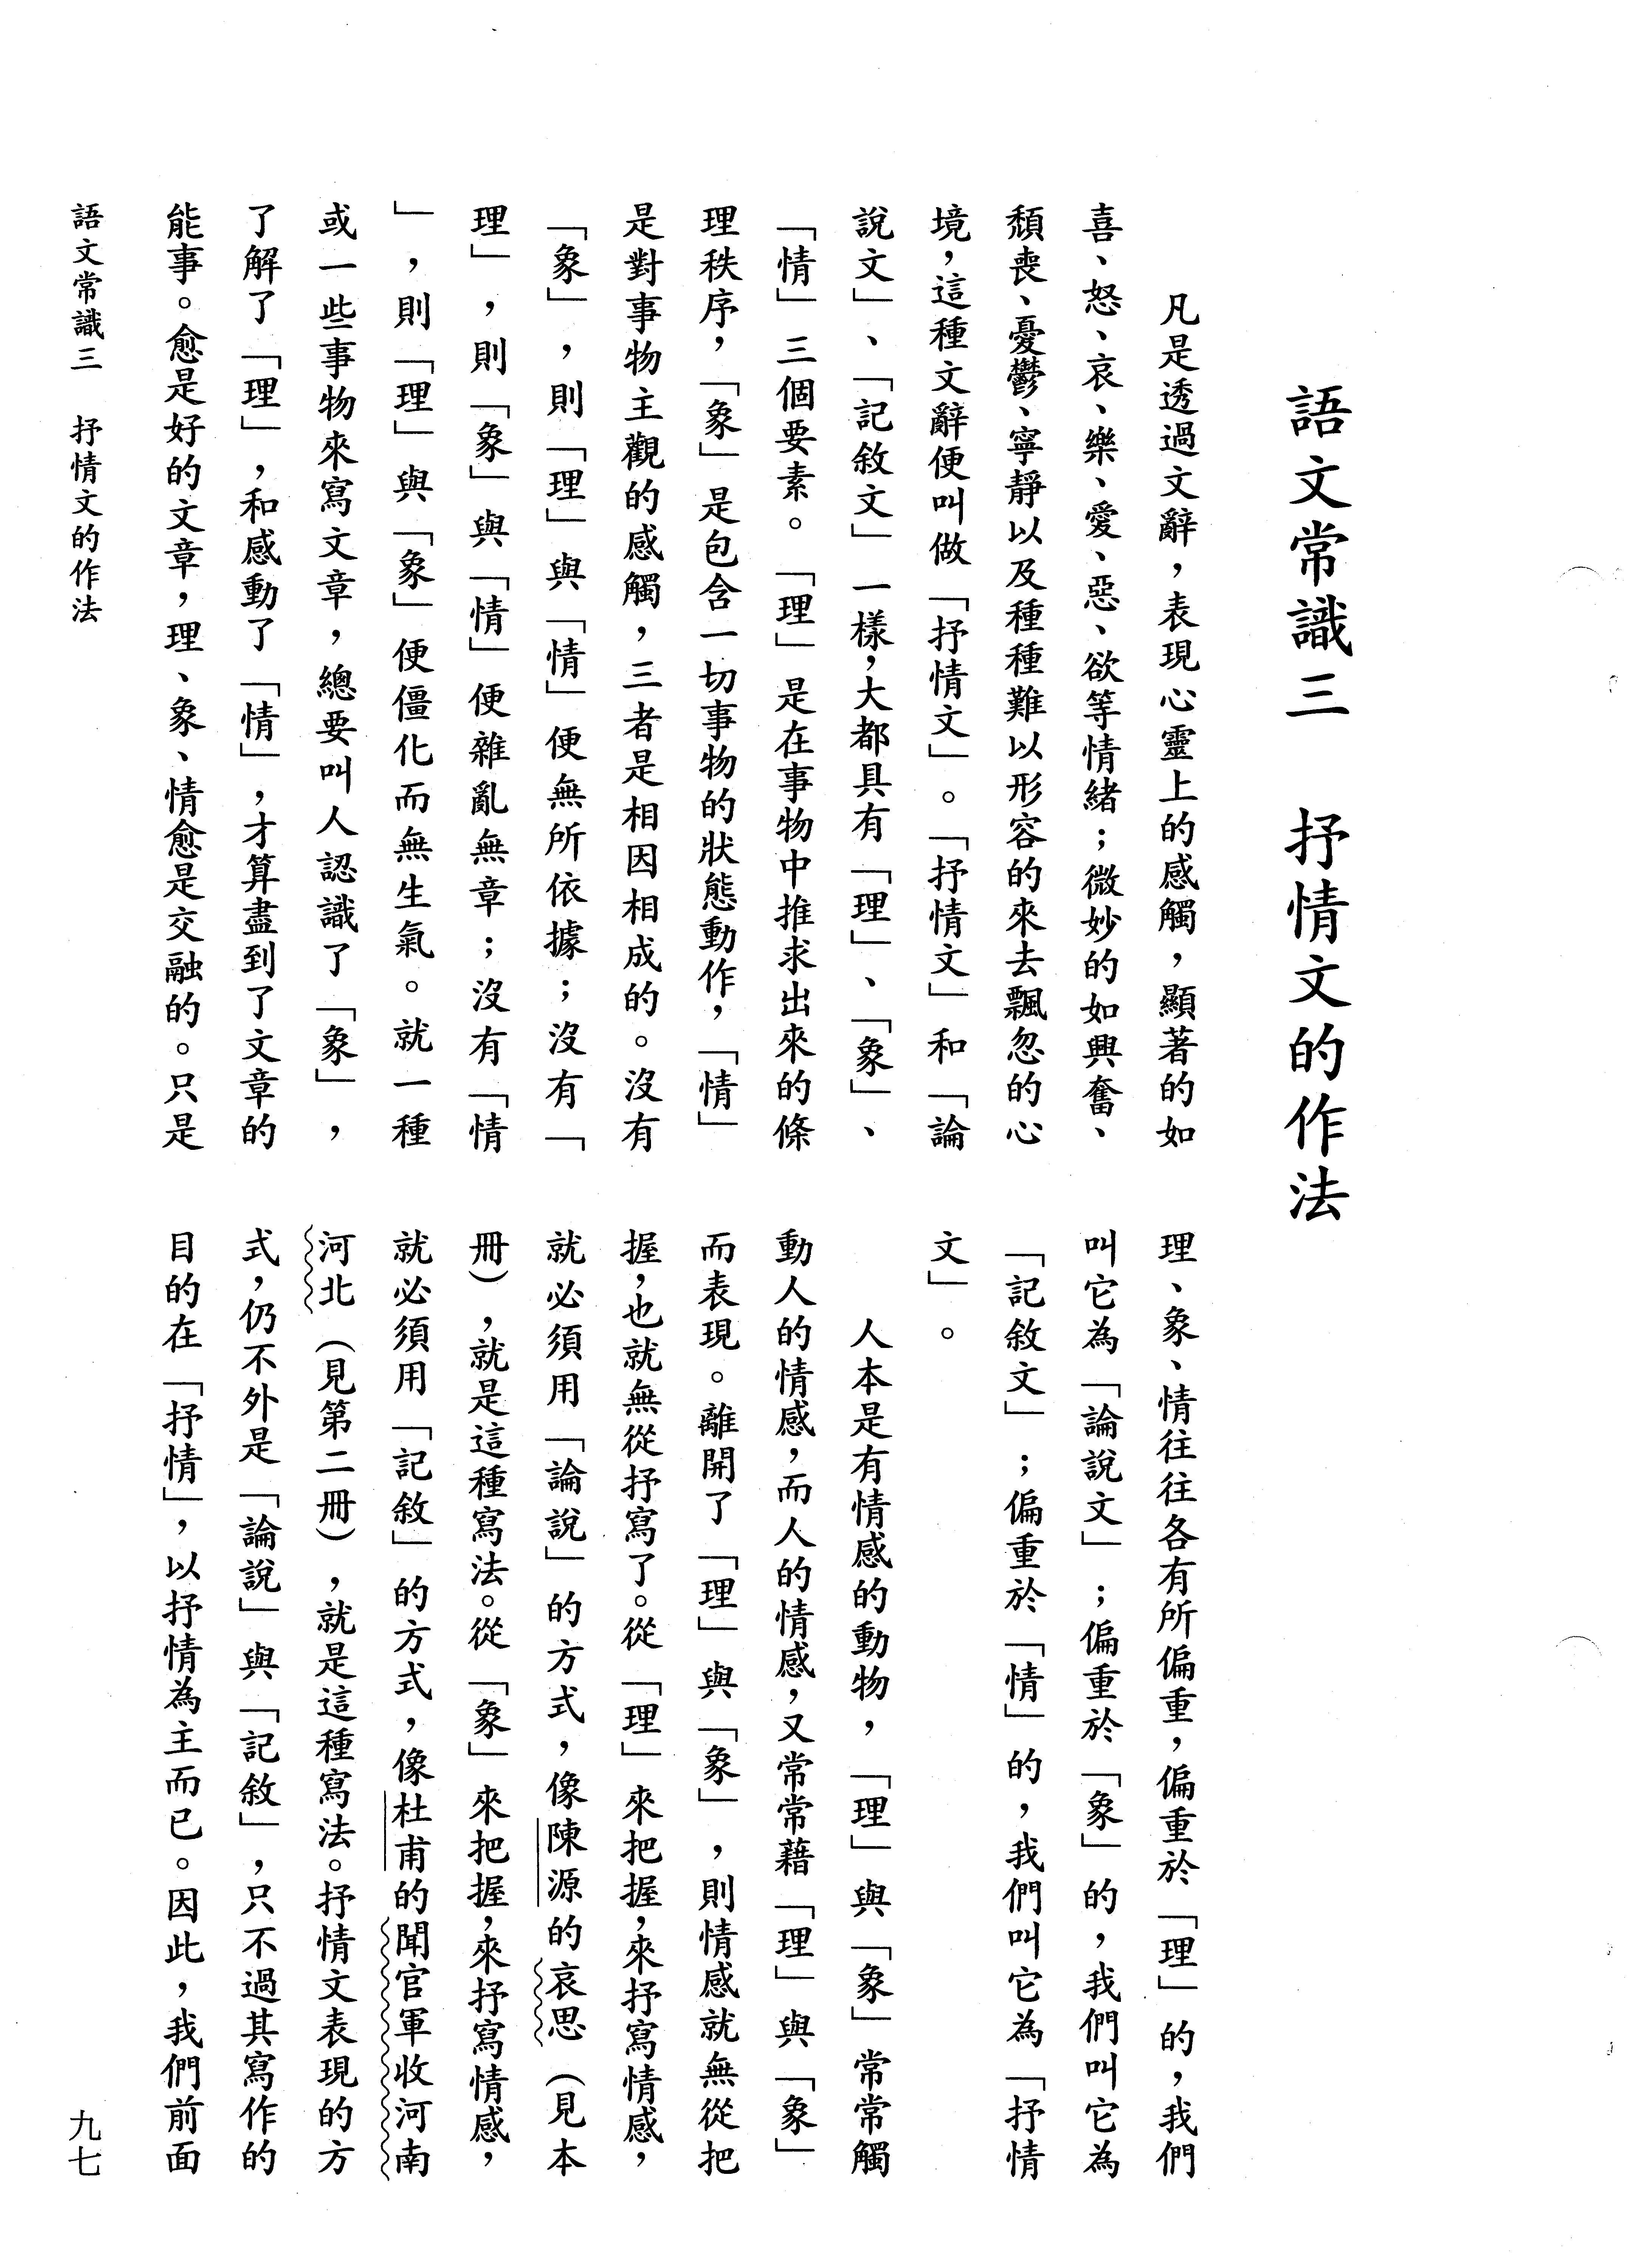 語文常識三　抒情文的作法
凡是透過文辭，表現心靈上的感觸，顯著的如
喜、怒、哀、樂、愛、惡、欲等情緒；微妙的如興奮、
頹喪、憂鬱、寧靜以及種種難以形容的來去飄忽的心
境，這種文辭便叫做「抒情文」。「抒情文」和「論
說文」、「記敘文」一樣，大都具有「理」、「象」、
「情」三個要素。「理」是在事物中推求出來的條
理秩序，「象」是包含一切事物的狀態動作，「情」
是對事物主觀的感觸，三者是相因相成的。沒有
「象」，則「理」與「情」便無所依據；沒有「
理」，則「象」與「情」便雜亂無章；沒有「情
」，則「理」與「象」便僵化而無生氣。就一種
或一些事物來寫文章，總要叫人認識了「象」，
了解了「理」，和感動了「情」，才算盡到了文章的
能事。愈是好的文章，理、象、情愈是交融的。只是
理、象、情往往各有所偏重，偏重於「理」的，我們
叫它為「論說文」；偏重於「象」的，我們叫它為
「記敘文」；偏重於「情」的，我們叫它為「抒情
文」。
人本是有情感的動物，「理」與「象」常常觸
動人的情感，而人的情感，又常常藉「理」與「象」
而表現。離開了「理」與「象」，則情感就無從把
握，也就無從抒寫了。從「理」來把握，來抒寫情感，
就必須用「論說」的方式，像陳源的哀思（見本
冊），就是這種寫法。從「象」來把握，來抒寫情感，
就必須用「記敘」的方式，像杜甫的聞官軍收河南
河北（見第二冊），就是這種寫法。抒情文表現的方
式，仍不外是「論說」與「記敘」，只不過其寫作的
目的在「抒情」，以抒情為主而已。因此，我們前面
語文常識三　抒情文的作法
九七